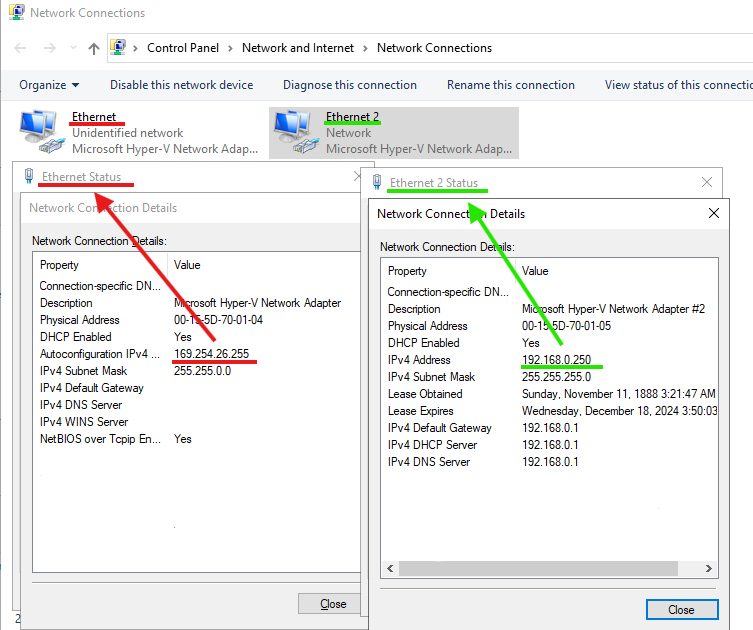 Network Connections
Control Panel > Network and Internet > Network Connections
Organize Disable this network device Diagnose this connection Rename this connection View status of this connectio
Ethernet
Unidentified network
Microsoft Hyper-V Network Adap...
Ethernet 2
Network
Microsoft Hyper-V Network Adap...
Ethernet Status
Network Connection Details
Network Connection Details:
Property Value
Connection-specific DN...
Description Microsoft Hyper-V Network Adapter
Physical Address 00-15-5D-70-01-04
DHCP Enabled Yes
Autoconfiguration IPv4 ... 169.254.26.255
IPv4 Subnet Mask 255.255.0.0
IPv4 Default Gateway
IPv4 DNS Server
IPv4 WINS Server
NetBIOS over Tcpip En... Yes
Close
2
Ethernet 2 Status
Network Connection Details
Network Connection Details:
Property Value
Connection-specific DN...
Description Microsoft Hyper-V Network Adapter #2
Physical Address 00-15-5D-70-01-05
DHCP Enabled Yes
IPv4 Address 192.168.0.250
IPv4 Subnet Mask 255.255.255.0
Lease Obtained Sunday, November 11, 1888 3:21:47 AM
Lease Expires Wednesday, December 18, 2024 3:50:03
IPv4 Default Gateway 192.168.0.1
IPv4 DHCP Server 192.168.0.1
IPv4 DNS Server 192.168.0.1
Close